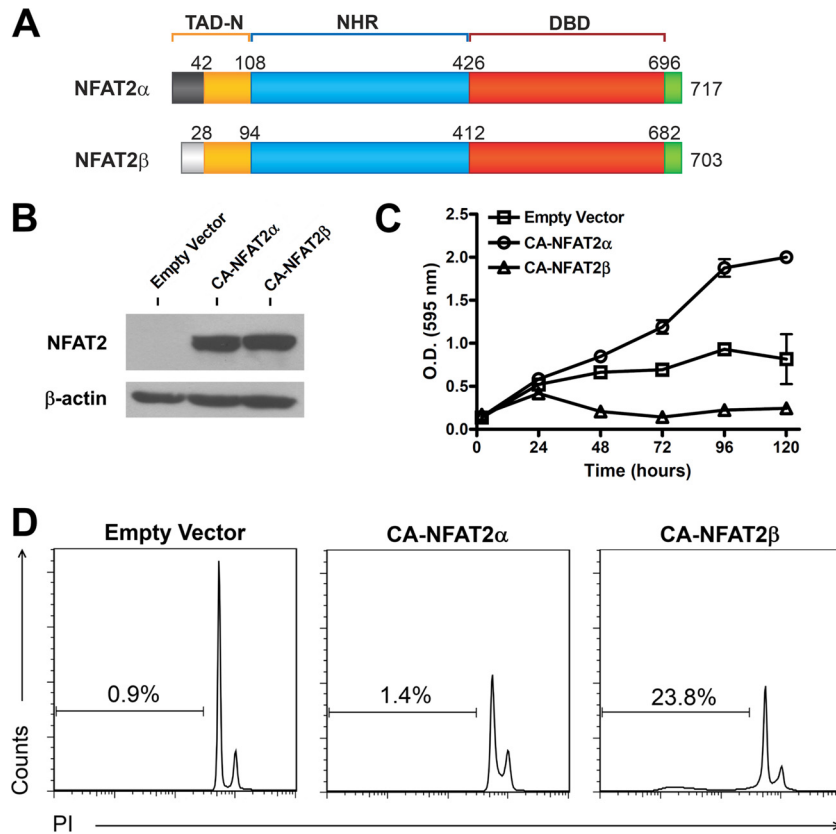 A
TAD-N NHR DBD
42 108 426 696
NFAT2α 717
28 94 412 682
NFAT2β 703
B
Empty Vector
CA-NFAT2α
CA-NFAT2β
NFAT2
β-actin
C
Empty Vector
CA-NFAT2α
CA-NFAT2β
O.D. (595 nm)
2.5
2.0
1.5
1.0
0.5
0.0
0 24 48 72 96 120
Time (hours)
D
Empty Vector CA-NFAT2α CA-NFAT2β
0.9% 1.4% 23.8%
Counts
PI